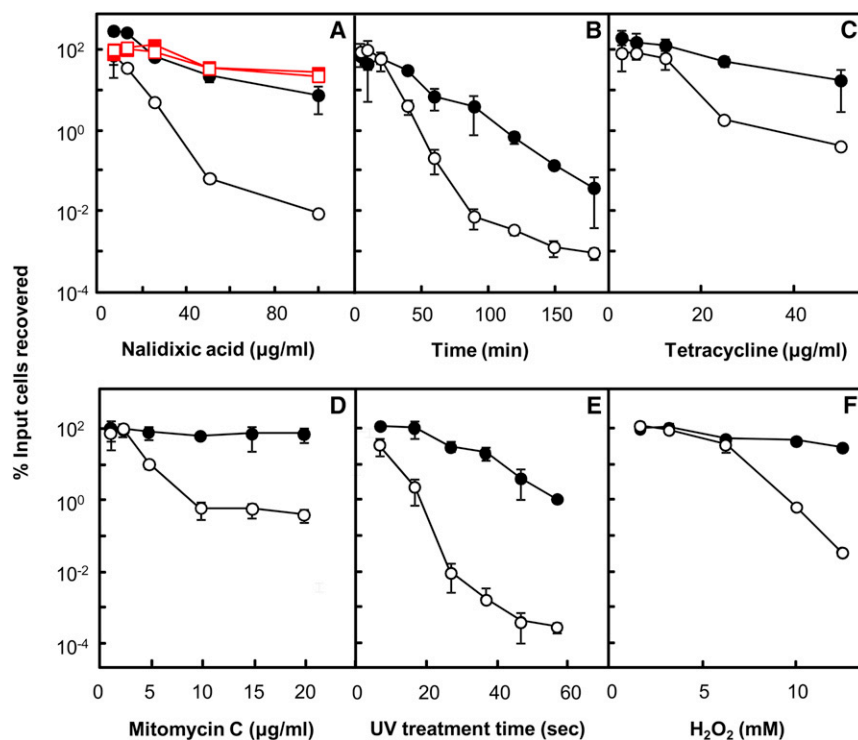 A
B
C
10²
10⁰
10⁻²
10⁻⁴
0 20 40 60 80
0 50 100 150
0 20 40
Nalidixic acid (µg/ml)
Time (min)
Tetracycline (µg/ml)
% Input cells recovered
D
E
F
10²
10⁰
10⁻²
10⁻⁴
0 5 10 15 20
0 20 40 60
0 5 10
Mitomycin C (µg/ml)
UV treatment time (sec)
H₂O₂ (mM)